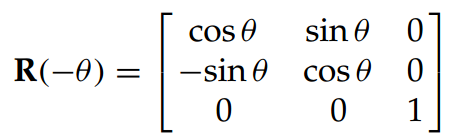 R(−θ) = [ cos θ sin θ 0
−sin θ cos θ 0
0 0 1 ]